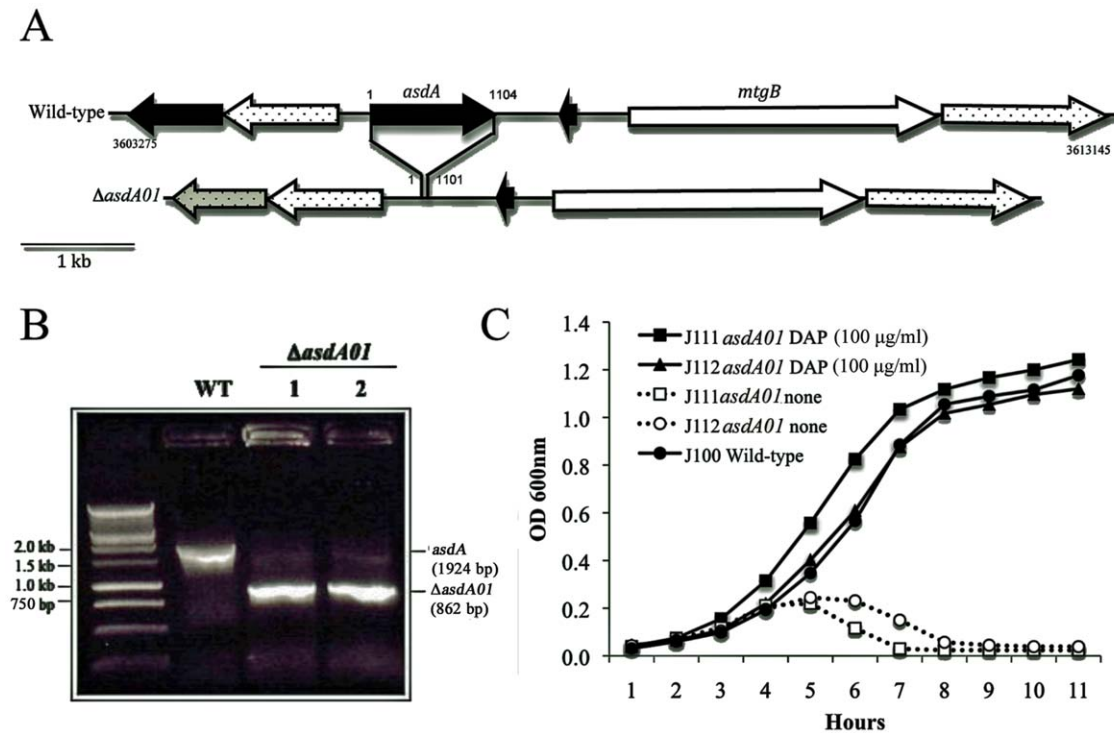 A
1 asdA 1104 mtgB
Wild-type
3603275 3613145
1 1101
ΔasdA01
1 kb
B
ΔasdA01
WT 1 2
2.0 kb
1.5 kb
1.0 kb
750 bp
asdA
(1924 bp)
ΔasdA01
(862 bp)
C
1.4
1.2
1.0
0.8
0.6
0.4
0.2
0.0
OD 600nm
J111 asdA01 DAP (100 µg/ml)
J112 asdA01 DAP (100 µg/ml)
J111 asdA01 none
J112 asdA01 none
J100 Wild-type
1 2 3 4 5 6 7 8 9 10 11
Hours